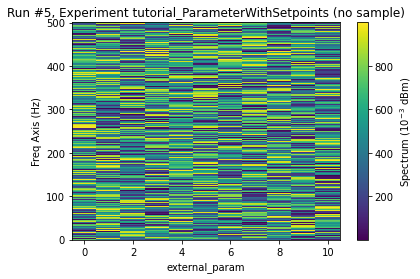 Run #5, Experiment tutorial_ParameterWithSetpoints (no sample)
500
400
300
200
100
0
Freq Axis (Hz)
0 2 4 6 8 10
external_param
800
600
400
200
Spectrum (10⁻³ dBm)